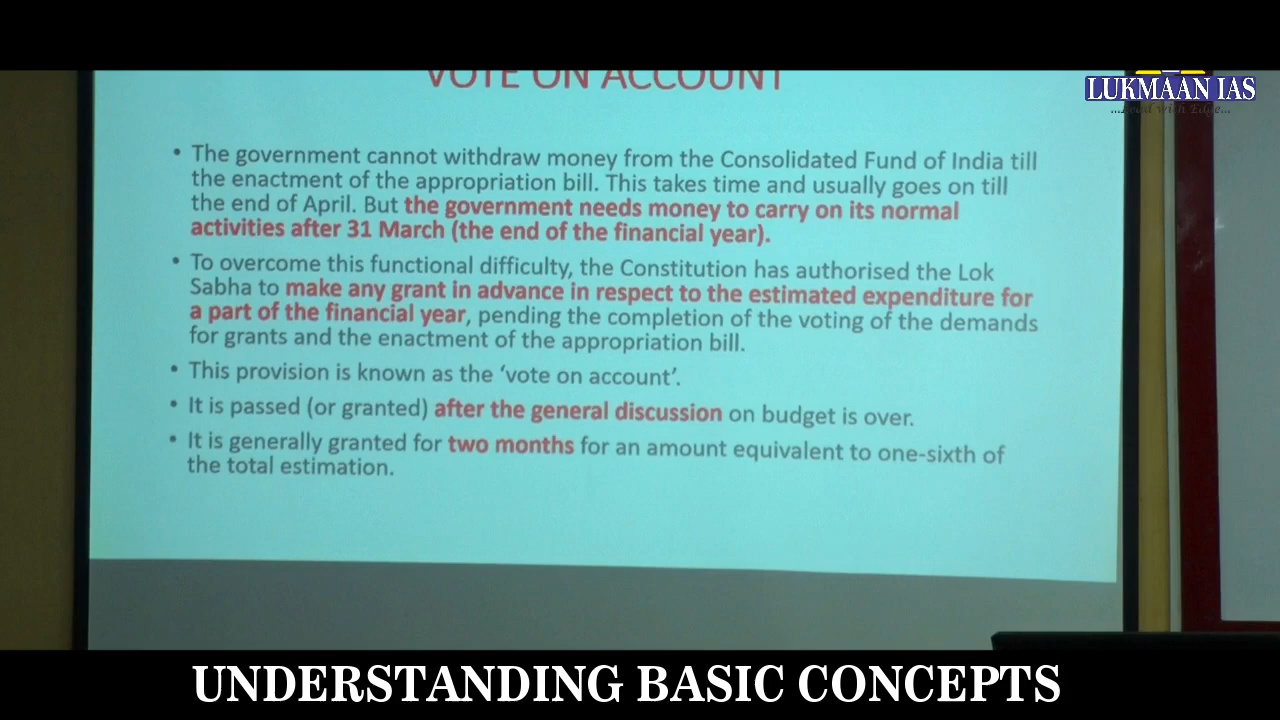 VOTE ON ACCOUNT
LUKMAAN IAS
...Lead with Edge...
• The government cannot withdraw money from the Consolidated Fund of India till
the enactment of the appropriation bill. This takes time and usually goes on till
the end of April. But the government needs money to carry on its normal
activities after 31 March (the end of the financial year).
• To overcome this functional difficulty, the Constitution has authorised the Lok
Sabha to make any grant in advance in respect to the estimated expenditure for
a part of the financial year, pending the completion of the voting of the demands
for grants and the enactment of the appropriation bill.
• This provision is known as the ‘vote on account’.
• It is passed (or granted) after the general discussion on budget is over.
• It is generally granted for two months for an amount equivalent to one-sixth of
the total estimation.
UNDERSTANDING BASIC CONCEPTS